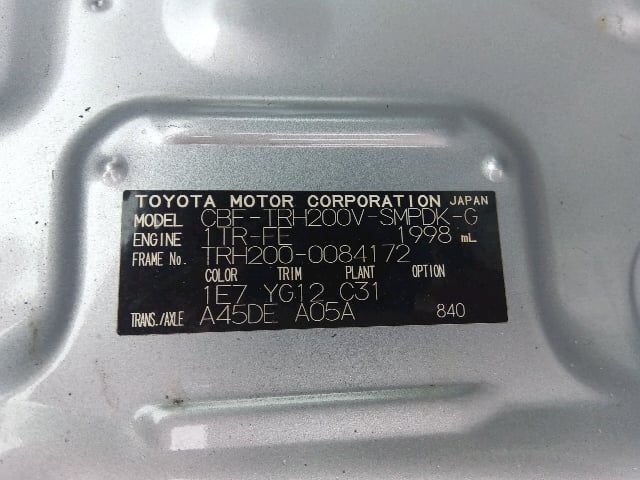 TOYOTA MOTOR CORPORATION JAPAN
MODEL CBF-TRH200V-SMPDK-G
ENGINE 1TR-FE 1998 mL
FRAME No. TRH200-0084172
COLOR TRIM PLANT OPTION
1E7 YG12 C31
TRANS./AXLE A45DE A05A 840